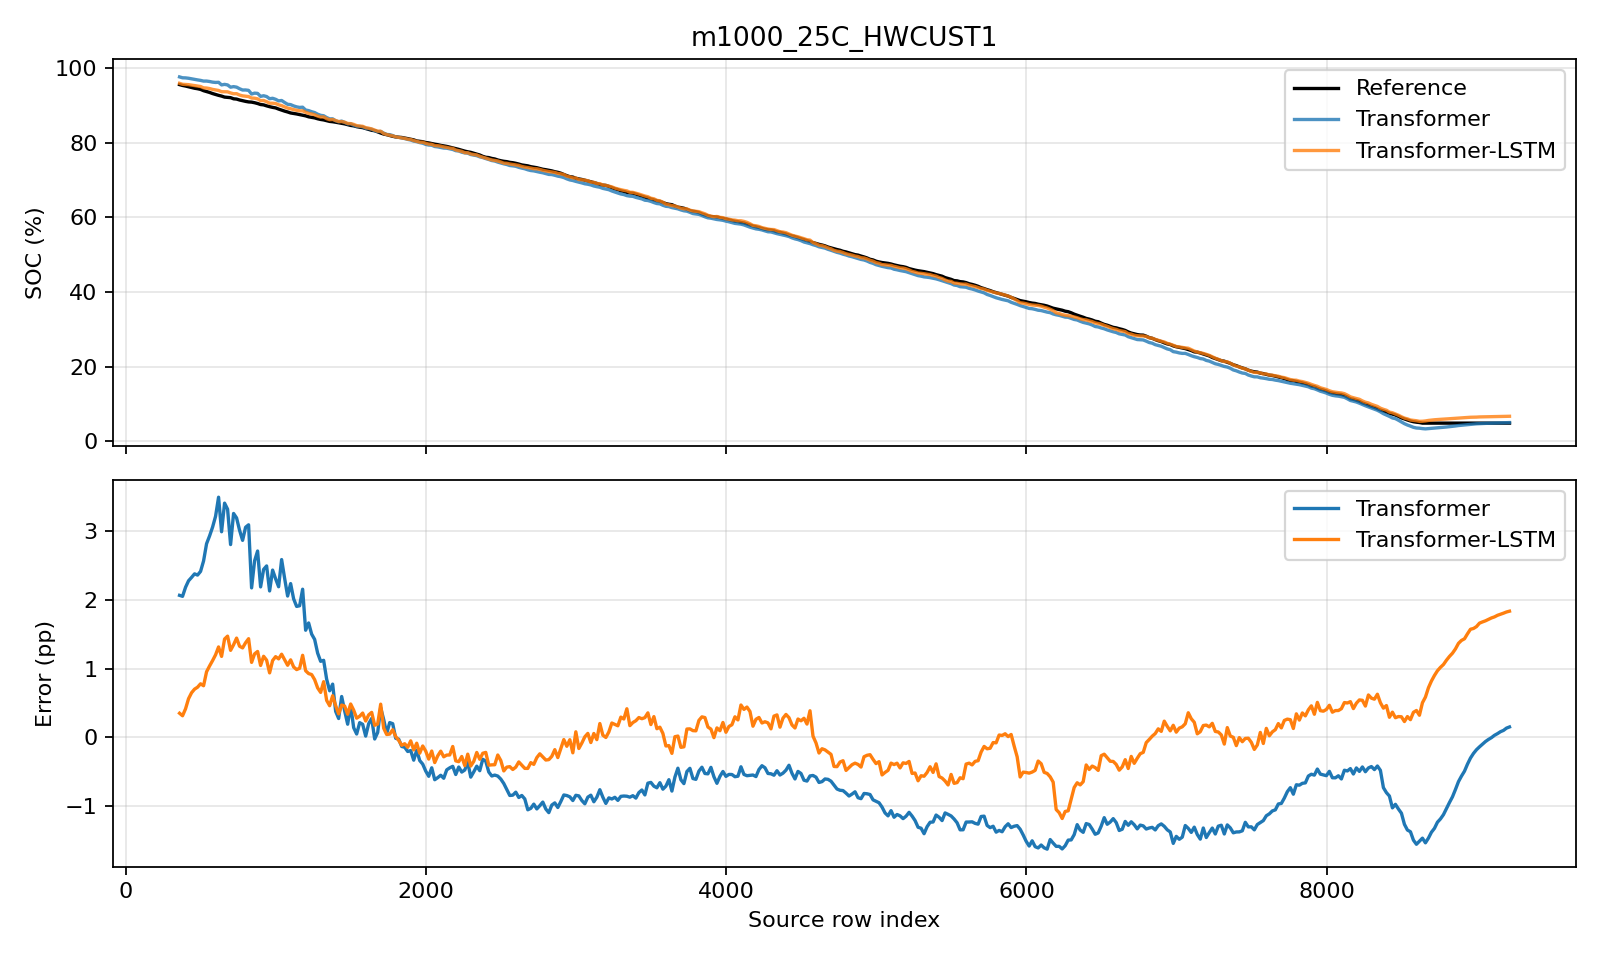 m1000_25C_HWCUST1
100
80
60
40
20
0
SOC (%)
Reference
Transformer
Transformer-LSTM
3
2
1
0
−1
Error (pp)
Transformer
Transformer-LSTM
0 2000 4000 6000 8000
Source row index